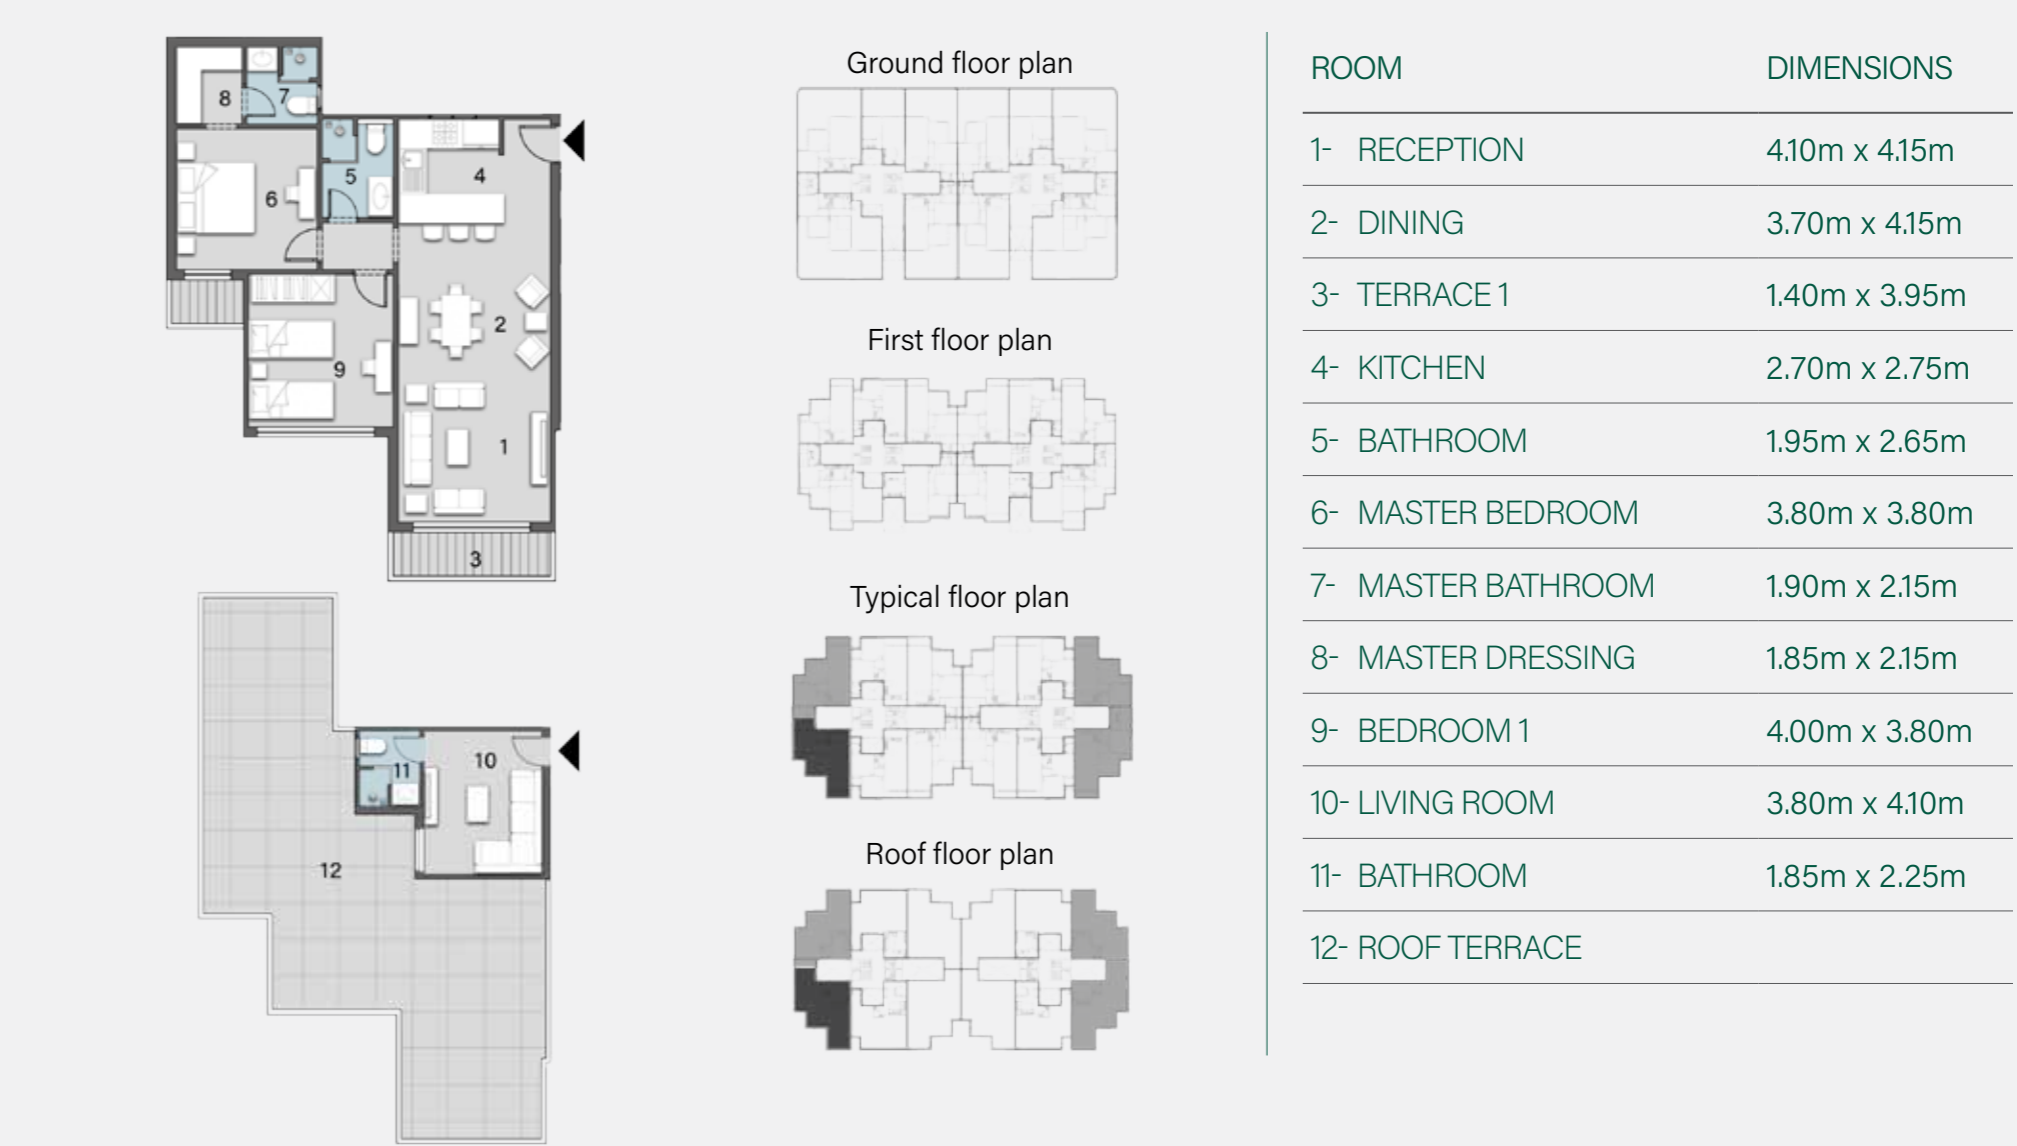 8
7
5
4
6
2
9
1
3
10
11
12
Ground floor plan
First floor plan
Typical floor plan
Roof floor plan
ROOM DIMENSIONS
1- RECEPTION 4.10m x 4.15m
2- DINING 3.70m x 4.15m
3- TERRACE 1 1.40m x 3.95m
4- KITCHEN 2.70m x 2.75m
5- BATHROOM 1.95m x 2.65m
6- MASTER BEDROOM 3.80m x 3.80m
7- MASTER BATHROOM 1.90m x 2.15m
8- MASTER DRESSING 1.85m x 2.15m
9- BEDROOM 1 4.00m x 3.80m
10- LIVING ROOM 3.80m x 4.10m
11- BATHROOM 1.85m x 2.25m
12- ROOF TERRACE